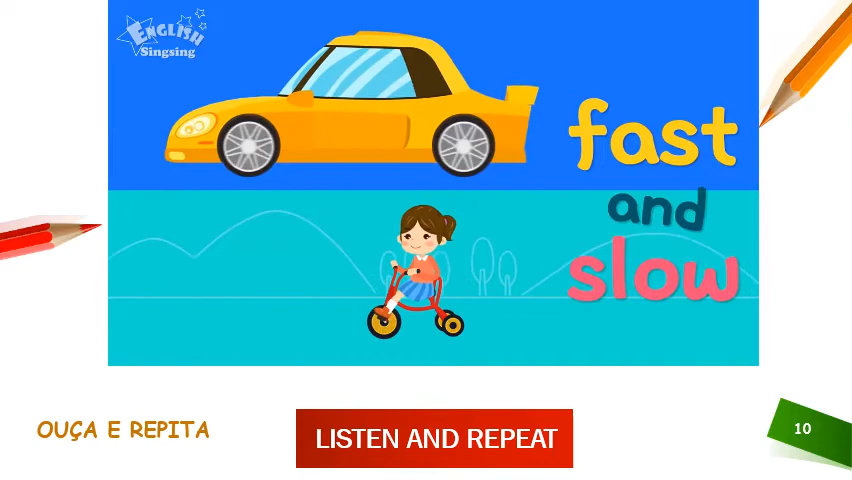 ENGLISH
Singsing
fast
and
slow
OUÇA E REPITA
LISTEN AND REPEAT
10